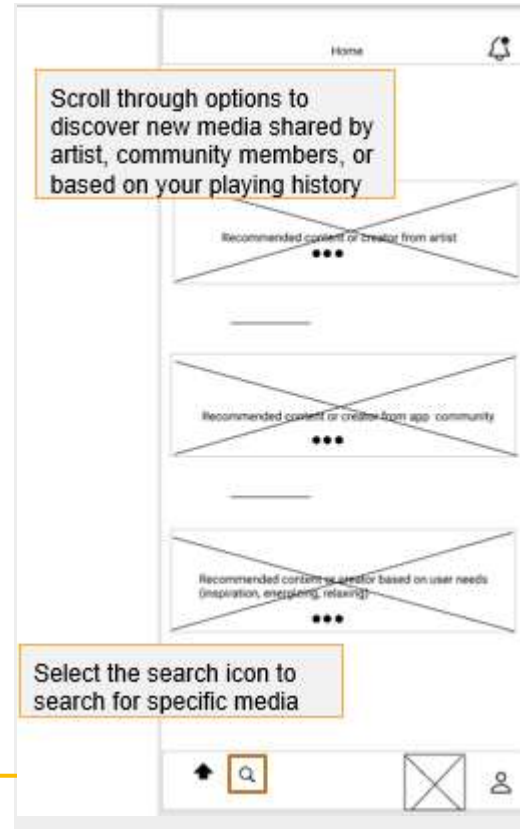 Home
Scroll through options to
discover new media shared by
artist, community members, or
based on your playing history
Recommended content or creator from artist
Recommended content or creator from app community
Recommended content or creator based on user needs
(inspiration, energizing, relaxing)
Select the search icon to
search for specific media